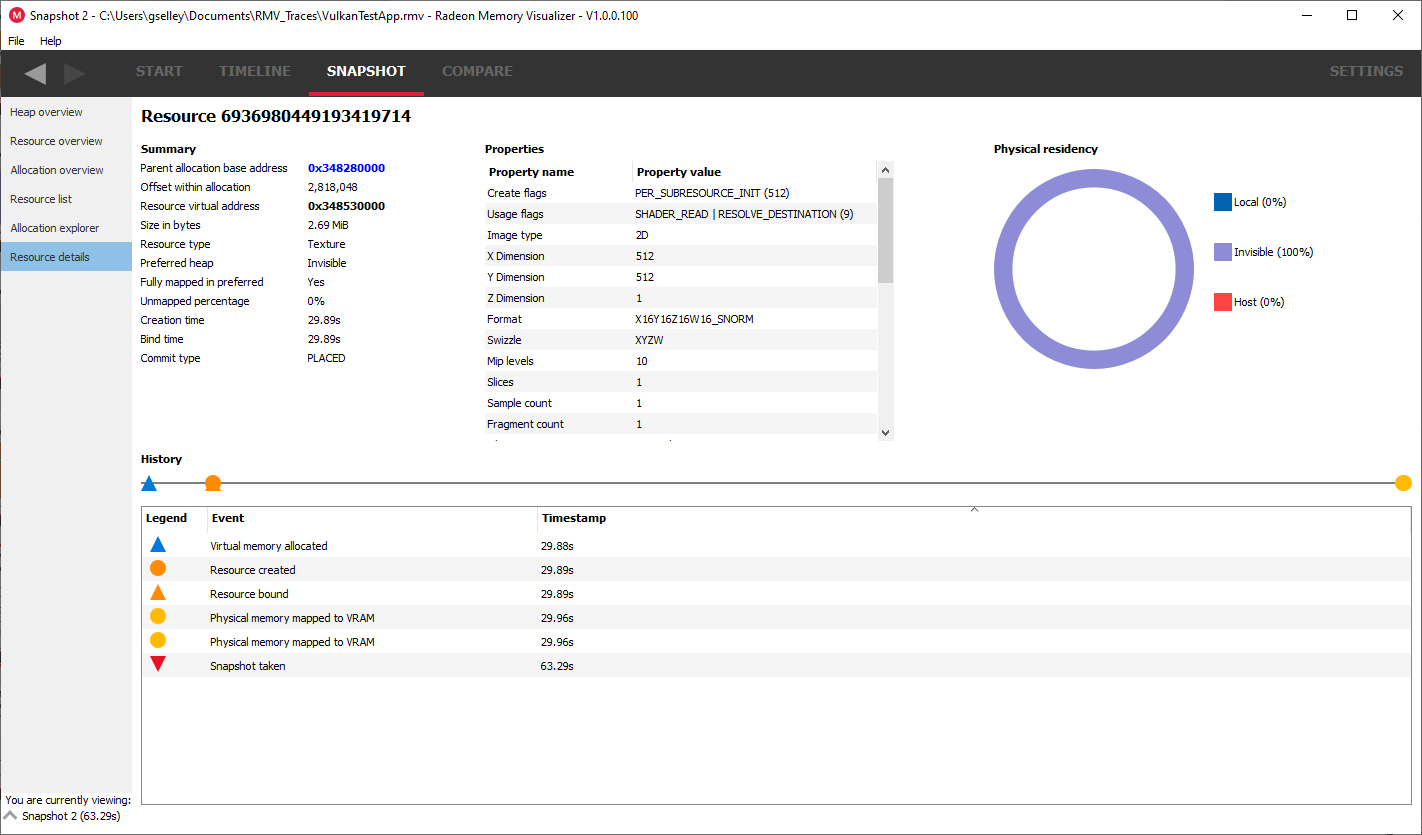 M Snapshot 2 - C:\Users\gselley\Documents\RMV_Traces\VulkanTestApp.rmv - Radeon Memory Visualizer - V1.0.0.100
File Help
START TIMELINE SNAPSHOT COMPARE SETTINGS
Heap overview
Resource overview
Allocation overview
Resource list
Allocation explorer
Resource details
Resource 6936980449193419714
Summary
Parent allocation base address 0x348280000
Offset within allocation 2,818,048
Resource virtual address 0x348530000
Size in bytes 2.69 MiB
Resource type Texture
Preferred heap Invisible
Fully mapped in preferred Yes
Unmapped percentage 0%
Creation time 29.89s
Bind time 29.89s
Commit type PLACED
Properties
Property name Property value
Create flags PER_SUBRESOURCE_INIT (512)
Usage flags SHADER_READ | RESOLVE_DESTINATION (9)
Image type 2D
X Dimension 512
Y Dimension 512
Z Dimension 1
Format X16Y16Z16W16_SNORM
Swizzle XYZW
Mip levels 10
Slices 1
Sample count 1
Fragment count 1
Physical residency
Local (0%)
Invisible (100%)
Host (0%)
History
Legend Event Timestamp
Virtual memory allocated 29.88s
Resource created 29.89s
Resource bound 29.89s
Physical memory mapped to VRAM 29.96s
Physical memory mapped to VRAM 29.96s
Snapshot taken 63.29s
You are currently viewing:
Snapshot 2 (63.29s)